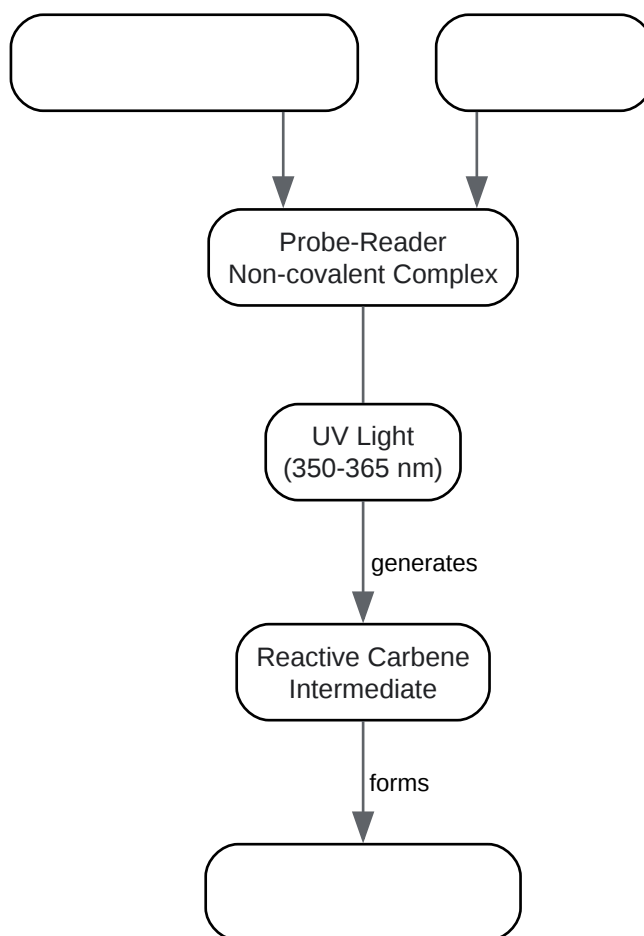 Probe-Reader
Non-covalent Complex
UV Light
(350-365 nm)
generates
Reactive Carbene
Intermediate
forms